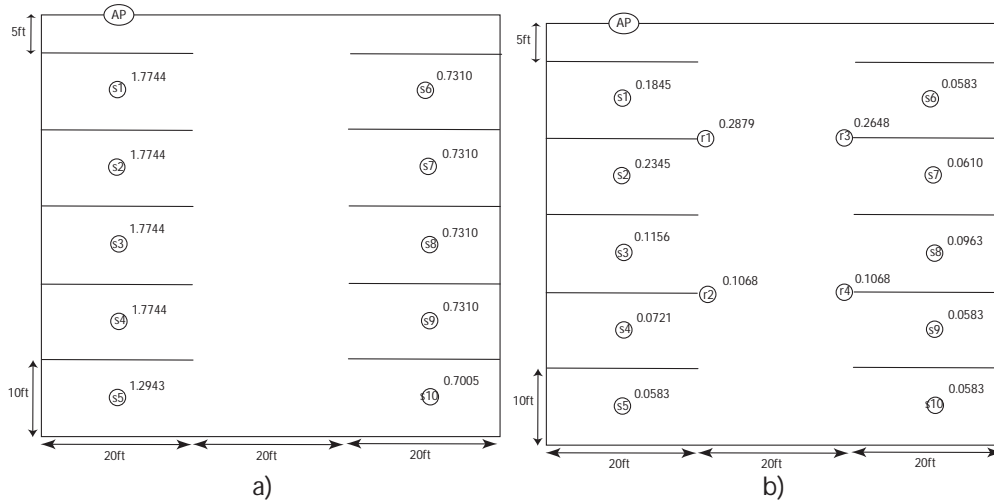 AP
5ft
s1 1.7744
s2 1.7744
s3 1.7744
s4 1.7744
s5 1.2943
10ft
s6 0.7310
s7 0.7310
s8 0.7310
s9 0.7310
s10 0.7005
20ft 20ft 20ft
a)
AP
5ft
s1 0.1845
r1 0.2879
s2 0.2345
s3 0.1156
r2 0.1068
s4 0.0721
s5 0.0583
10ft
s6 0.0583
r3 0.2648
s7 0.0610
s8 0.0963
r4 0.1068
s9 0.0583
s10 0.0583
20ft 20ft 20ft
b)